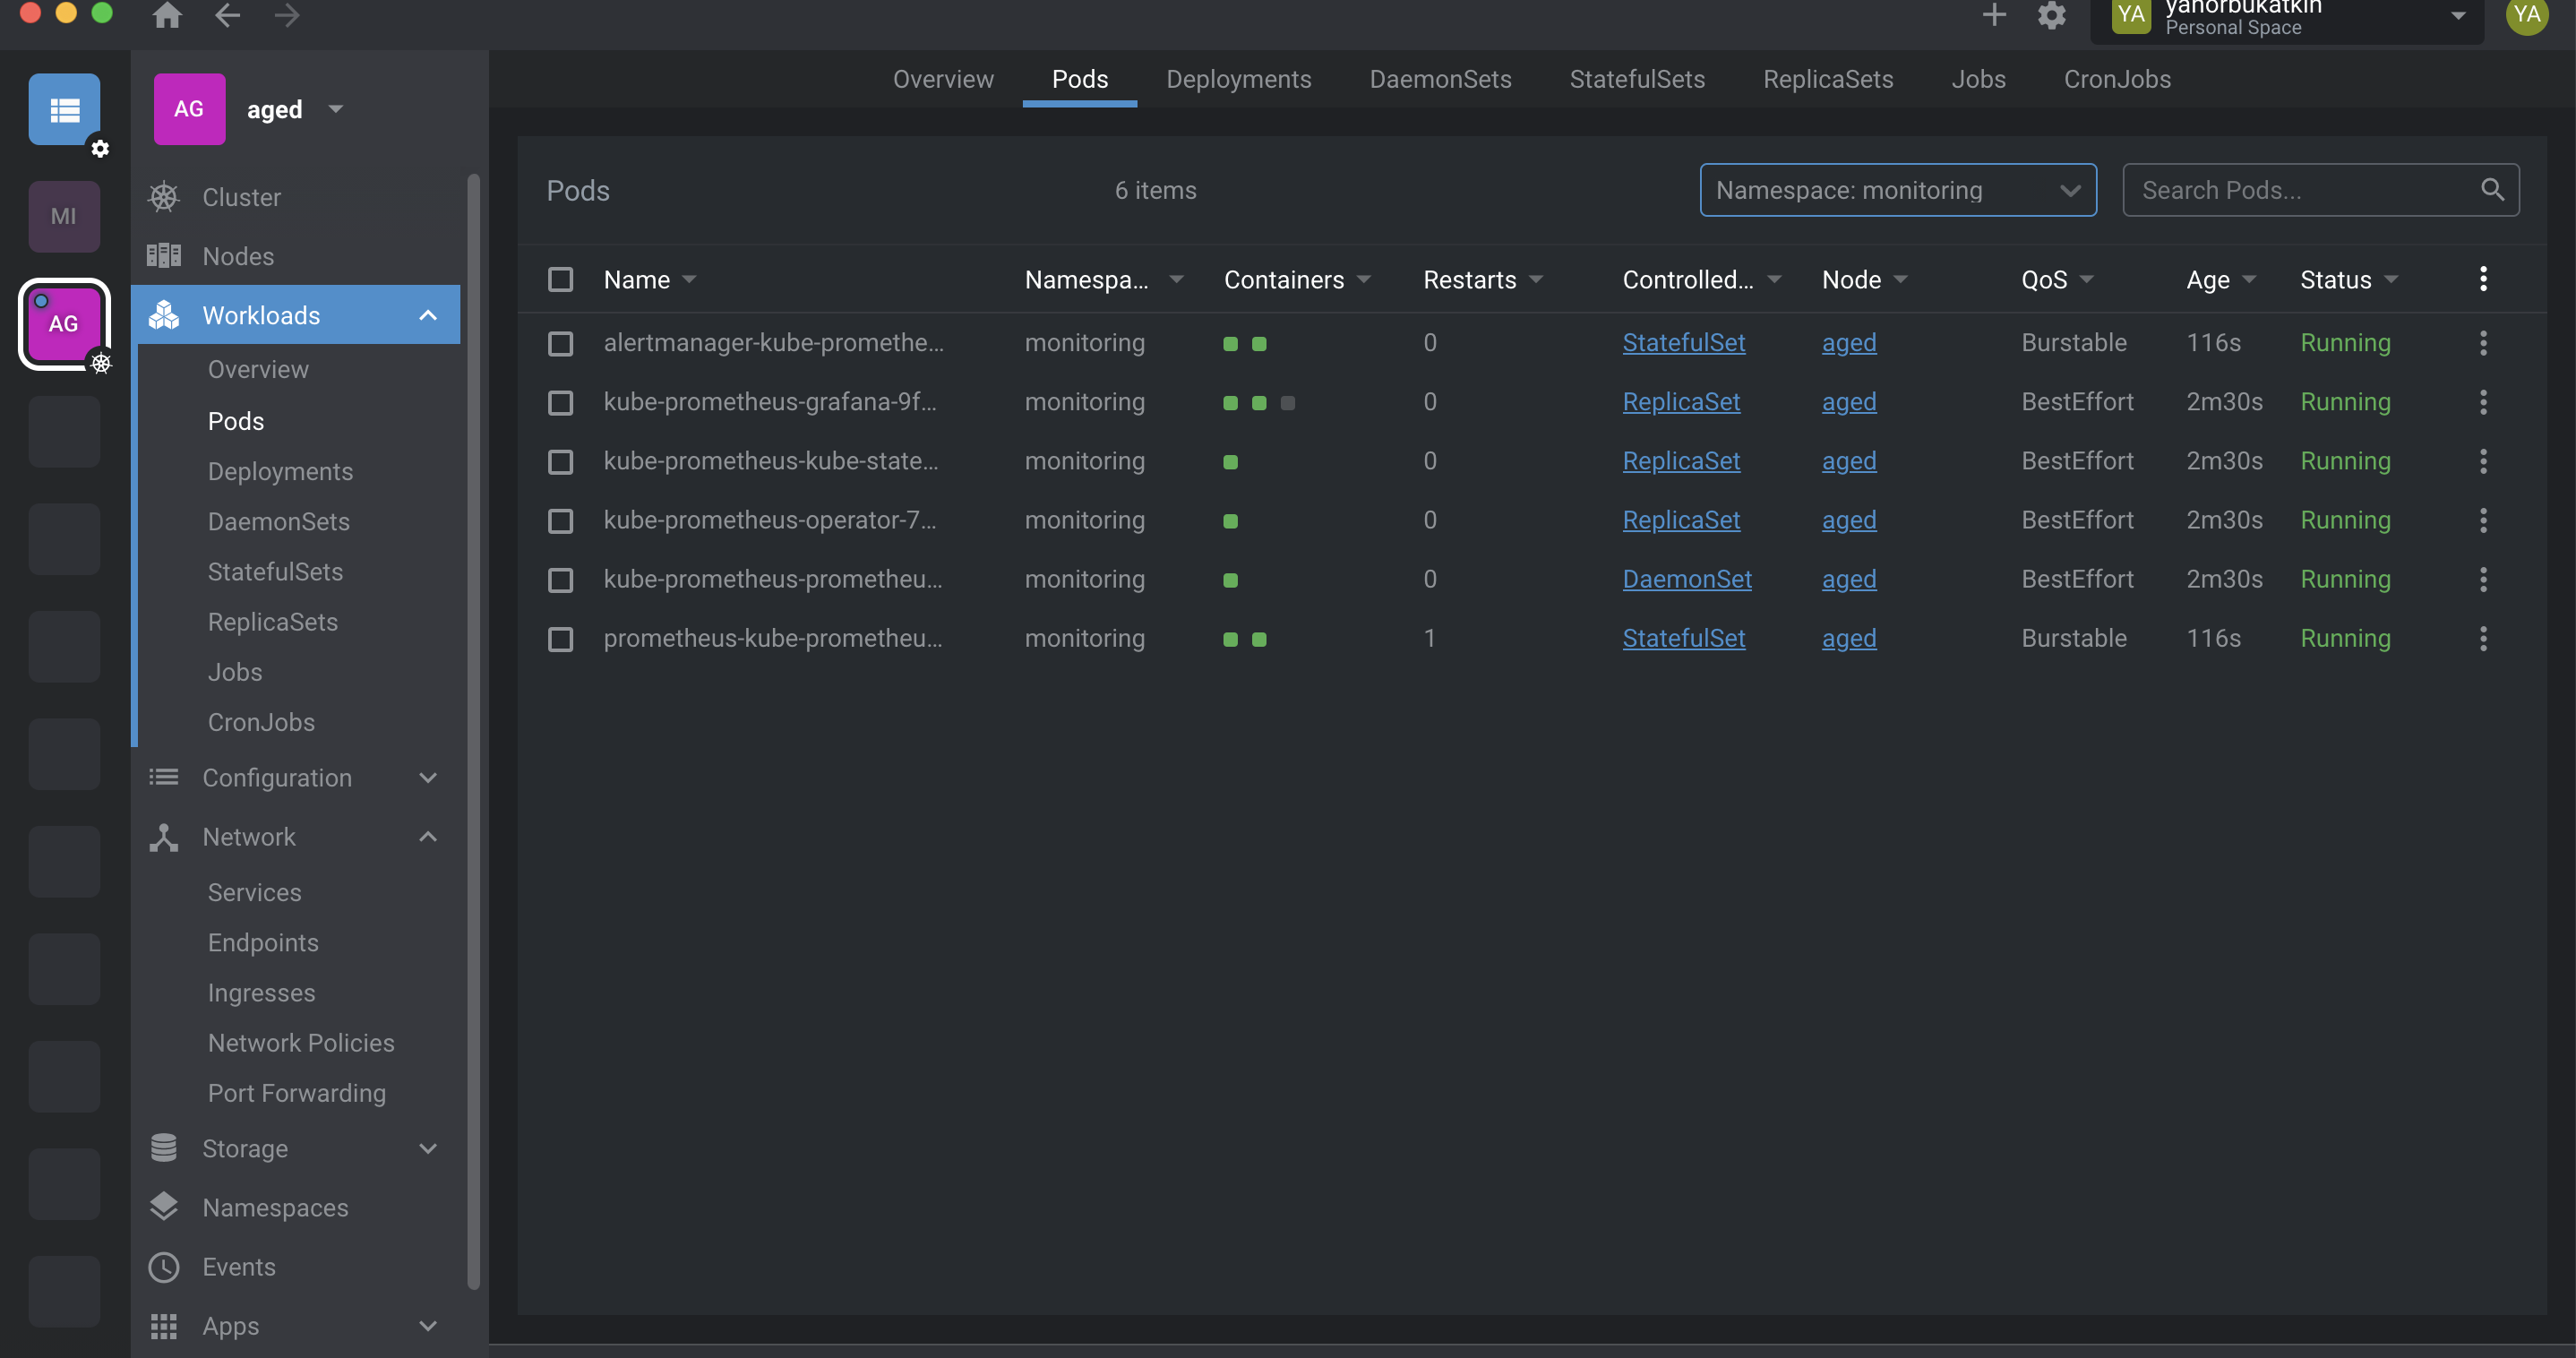 yanorbukatkin
YA
Personal Space
YA
AG
aged
MI
AG
Cluster
Nodes
Workloads
Overview
Pods
Deployments
DaemonSets
StatefulSets
ReplicaSets
Jobs
CronJobs
Configuration
Network
Services
Endpoints
Ingresses
Network Policies
Port Forwarding
Storage
Namespaces
Events
Apps
Overview Pods Deployments DaemonSets StatefulSets ReplicaSets Jobs CronJobs
Pods 6 items Namespace: monitoring Search Pods...
Name Namespa... Containers Restarts Controlled... Node QoS Age Status
alertmanager-kube-promethe... monitoring 0 StatefulSet aged Burstable 116s Running
kube-prometheus-grafana-9f... monitoring 0 ReplicaSet aged BestEffort 2m30s Running
kube-prometheus-kube-state... monitoring 0 ReplicaSet aged BestEffort 2m30s Running
kube-prometheus-operator-7... monitoring 0 ReplicaSet aged BestEffort 2m30s Running
kube-prometheus-prometheu... monitoring 0 DaemonSet aged BestEffort 2m30s Running
prometheus-kube-prometheu... monitoring 1 StatefulSet aged Burstable 116s Running